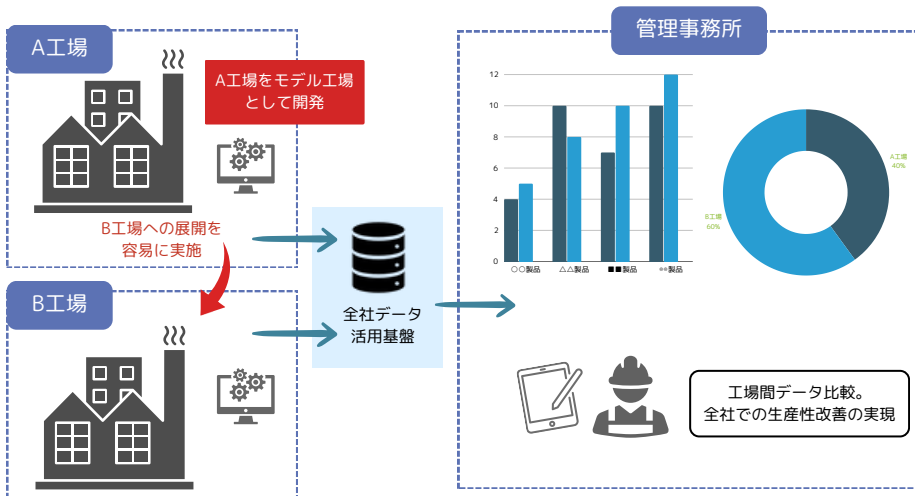 A工場
A工場をモデル工場
として開発
B工場への展開を
容易に実施
B工場
全社データ
活用基盤
管理事務所
12
10
8
6
4
2
0
○○製品
△△製品
■■製品
**製品
A工場
40%
B工場
60%
工場間データ比較。
全社での生産性改善の実現